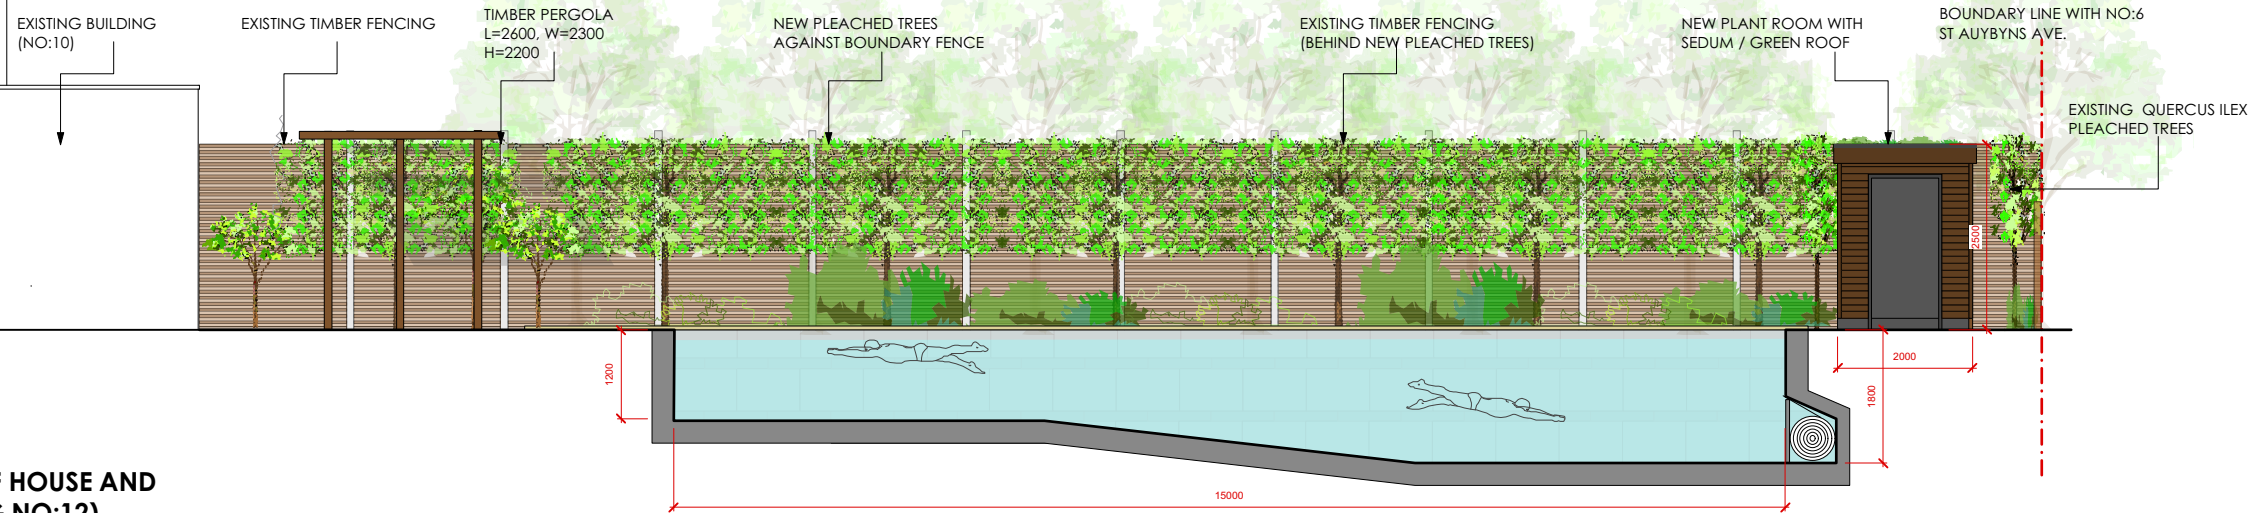 EXISTING BUILDING
(NO:10)
EXISTING TIMBER FENCING
TIMBER PERGOLA
L=2600, W=2300
H=2200
NEW PLEACHED TREES
AGAINST BOUNDARY FENCE
EXISTING TIMBER FENCING
(BEHIND NEW PLEACHED TREES)
NEW PLANT ROOM WITH
SEDUM / GREEN ROOF
BOUNDARY LINE WITH NO:6
ST AUYBYNS AVE.
EXISTING QUERCUS ILEX
PLEACHED TREES
2500
2000
1200
1800
15000
HOUSE AND
NO:12)